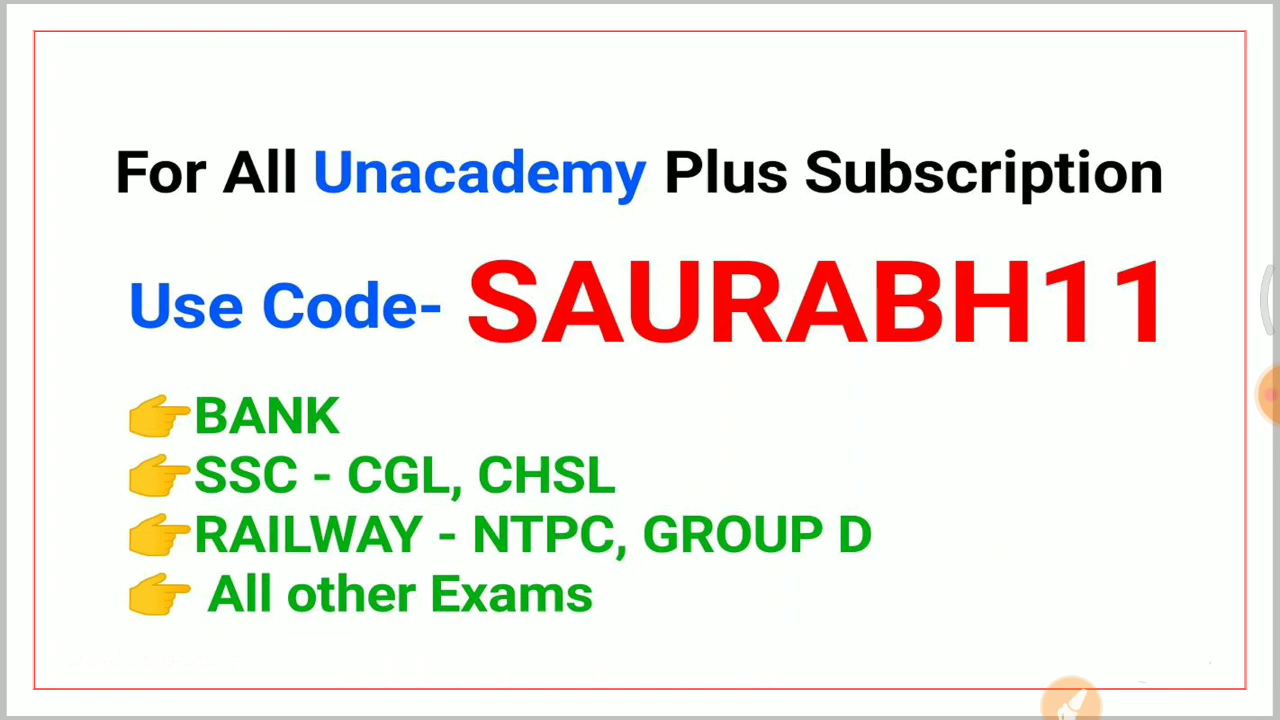 For All Unacademy Plus Subscription
Use Code- SAURABH11
👉BANK
👉SSC - CGL, CHSL
👉RAILWAY - NTPC, GROUP D
👉 All other Exams